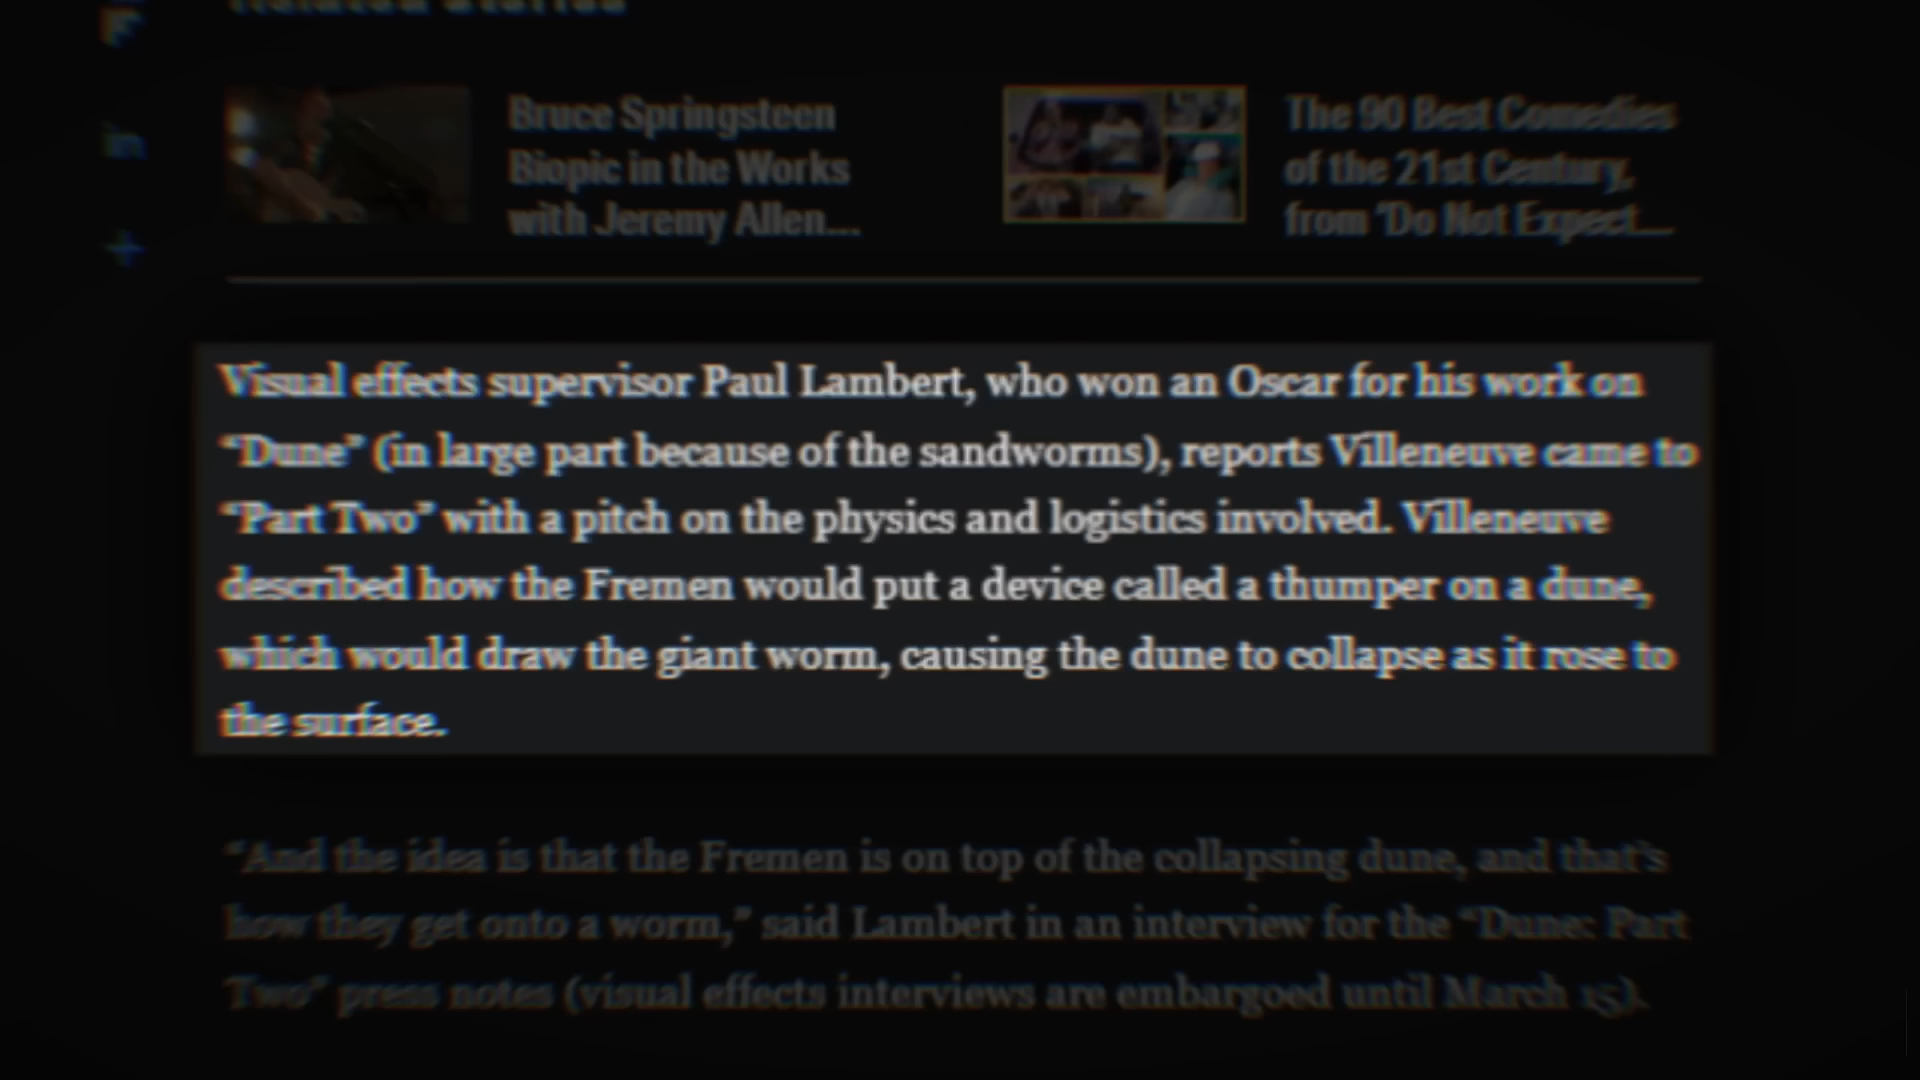 Bruce Springsteen
Biopic in the Works
with Jeremy Allen...
The 90 Best Comedies
of the 21st Century,
from 'Do Not Expect...
Visual effects supervisor Paul Lambert, who won an Oscar for his work on
“Dune” (in large part because of the sandworms), reports Villeneuve came to
“Part Two” with a pitch on the physics and logistics involved. Villeneuve
described how the Fremen would put a device called a thumper on a dune,
which would draw the giant worm, causing the dune to collapse as it rose to
the surface.
“And the idea is that the Fremen is on top of the collapsing dune, and that’s
how they get onto a worm,” said Lambert in an interview for the “Dune: Part
Two” press notes (visual effects interviews are embargoed until March 15).